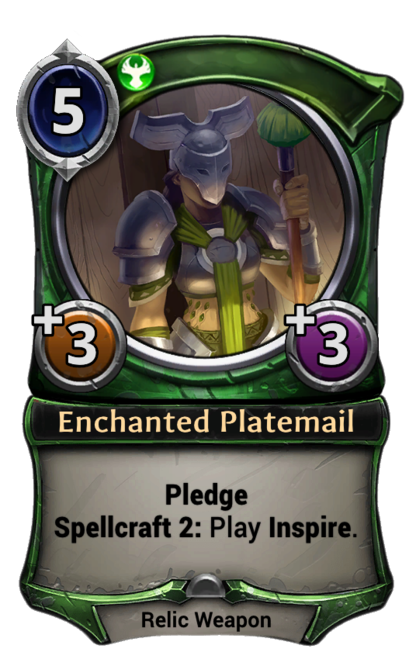 5
+3
+3
Enchanted Platemail
Pledge
Spellcraft 2: Play Inspire.
Relic Weapon